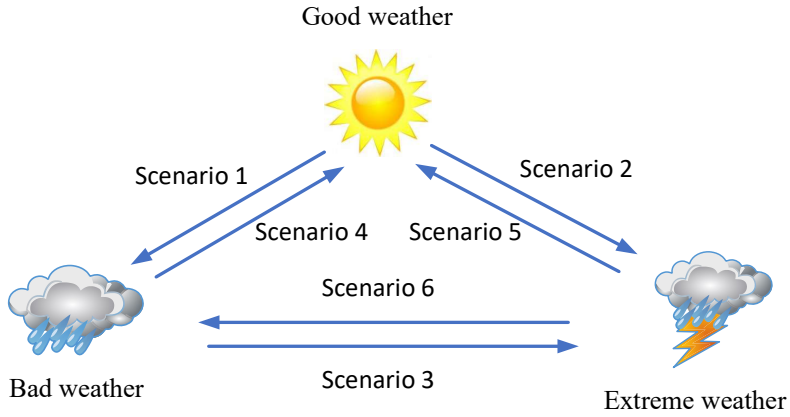 Good weather
Scenario 1
Scenario 2
Scenario 4
Scenario 5
Scenario 6
Scenario 3
Bad weather
Extreme weather